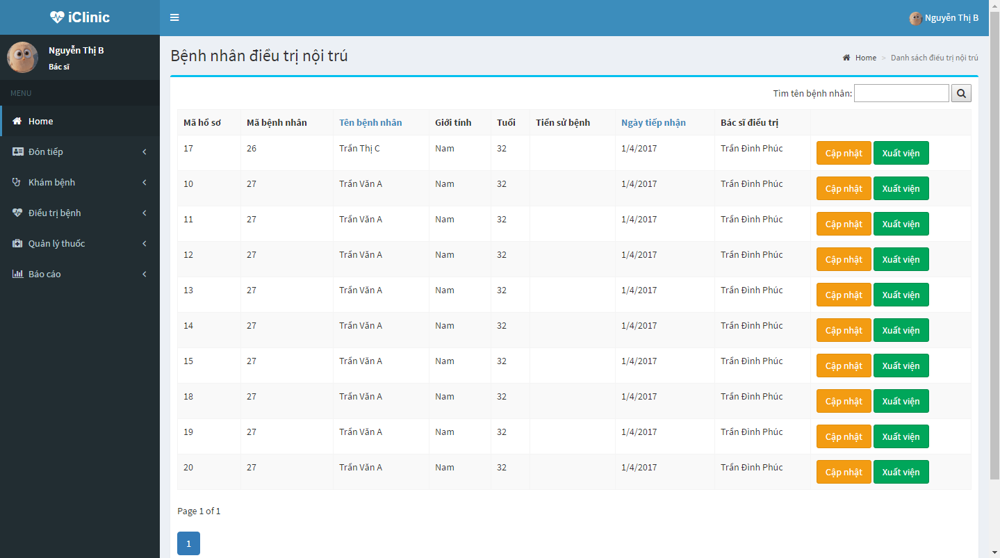 iClinic
Nguyễn Thị B
Nguyễn Thị B
Bác sĩ
MENU
Home
Đón tiếp
Khám bệnh
Điều trị bệnh
Quản lý thuốc
Báo cáo
Bệnh nhân điều trị nội trú
Home > Danh sách điều trị nội trú
Tìm tên bệnh nhân:
Mã hồ sơ Mã bệnh nhân Tên bệnh nhân Giới tính Tuổi Tiền sử bệnh Ngày tiếp nhận Bác sĩ điều trị
17 26 Trần Thị C Nam 32 1/4/2017 Trần Đình Phúc Cập nhật Xuất viện
10 27 Trần Văn A Nam 32 1/4/2017 Trần Đình Phúc Cập nhật Xuất viện
11 27 Trần Văn A Nam 32 1/4/2017 Trần Đình Phúc Cập nhật Xuất viện
12 27 Trần Văn A Nam 32 1/4/2017 Trần Đình Phúc Cập nhật Xuất viện
13 27 Trần Văn A Nam 32 1/4/2017 Trần Đình Phúc Cập nhật Xuất viện
14 27 Trần Văn A Nam 32 1/4/2017 Trần Đình Phúc Cập nhật Xuất viện
15 27 Trần Văn A Nam 32 1/4/2017 Trần Đình Phúc Cập nhật Xuất viện
18 27 Trần Văn A Nam 32 1/4/2017 Trần Đình Phúc Cập nhật Xuất viện
19 27 Trần Văn A Nam 32 1/4/2017 Trần Đình Phúc Cập nhật Xuất viện
20 27 Trần Văn A Nam 32 1/4/2017 Trần Đình Phúc Cập nhật Xuất viện
Page 1 of 1
1